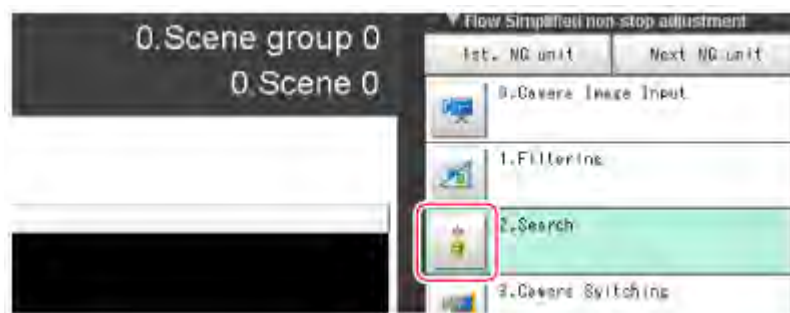 0.Scene group 0
0.Scene 0
▼Flow Simplified non-stop adjustment
1st. NG unit
Next NG unit
0.Camera Image Input
1.Filtering
2.Search
3.Camera Switching